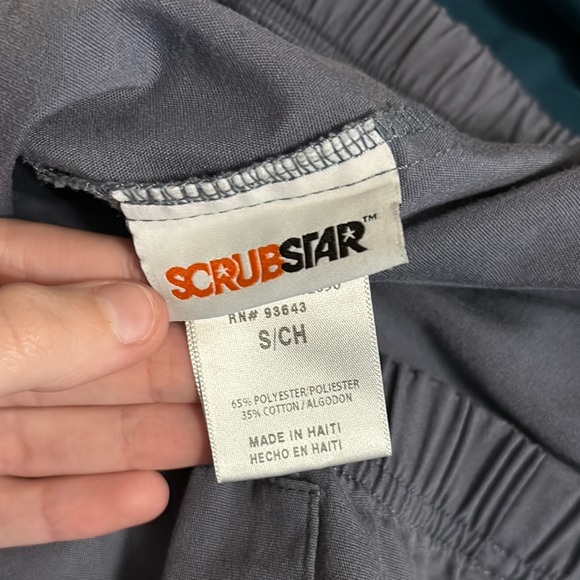 SCRUBSTAR™
RN# 93643
S/CH
65% POLYESTER/POLIESTER
35% COTTON/ALGODON
MADE IN HAITI
HECHO EN HAITI